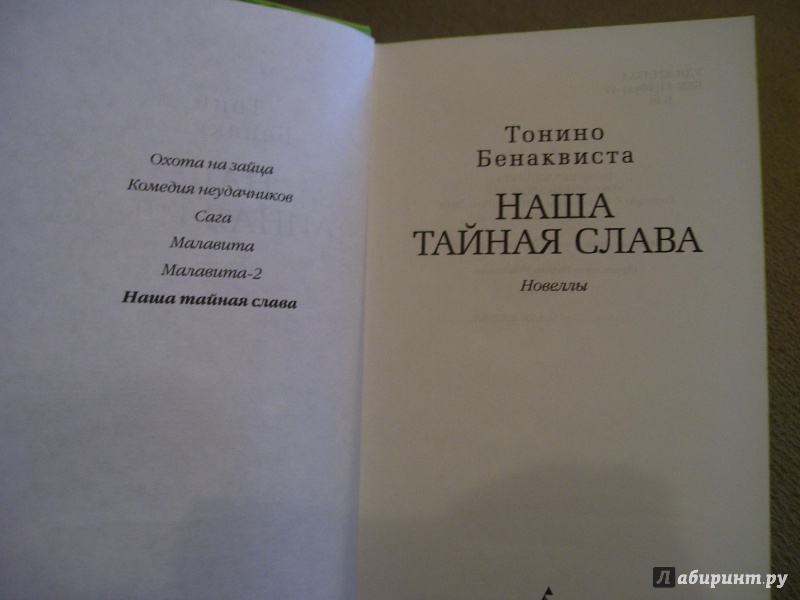 Охота на зайца
Комедия неудачников
Сага
Малавита
Малавита-2
Наша тайная слава
Тонино
Бенаквиста
НАША
ТАЙНАЯ СЛАВА
Новеллы
Лабиринт.ру